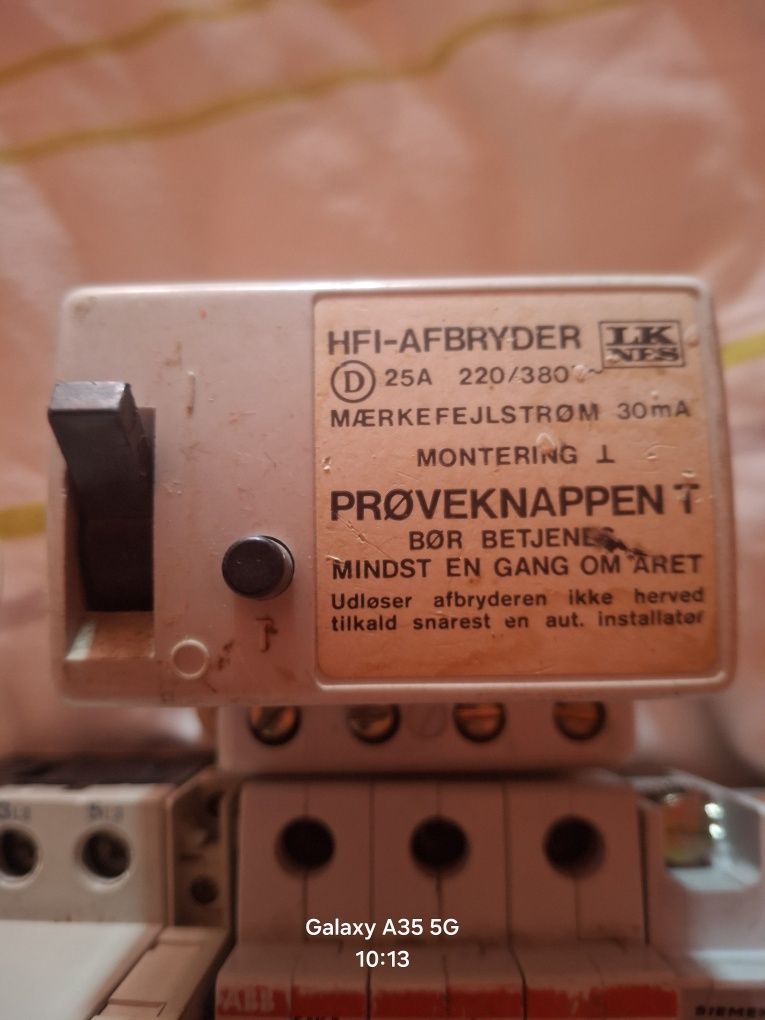 HFI-AFBRYDER LK
NES
D 25A 220/380~
MÆRKEFEJLSTRØM 30mA
MONTERING ⊥
PRØVEKNAPPEN T
BØR BETJENES
MINDST EN GANG OM ÅRET
Udløser afbryderen ikke herved
tilkald snarest en aut. installatør
I
T
ABB
SIEMENS
Galaxy A35 5G
10:13